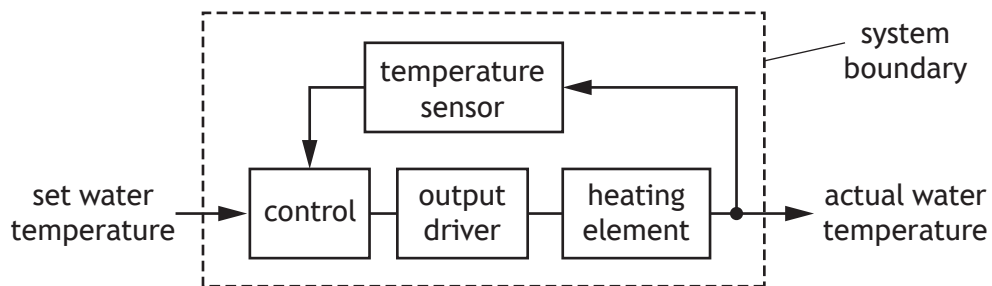 system
boundary
temperature
sensor
set water
temperature
control
output
driver
heating
element
actual water
temperature